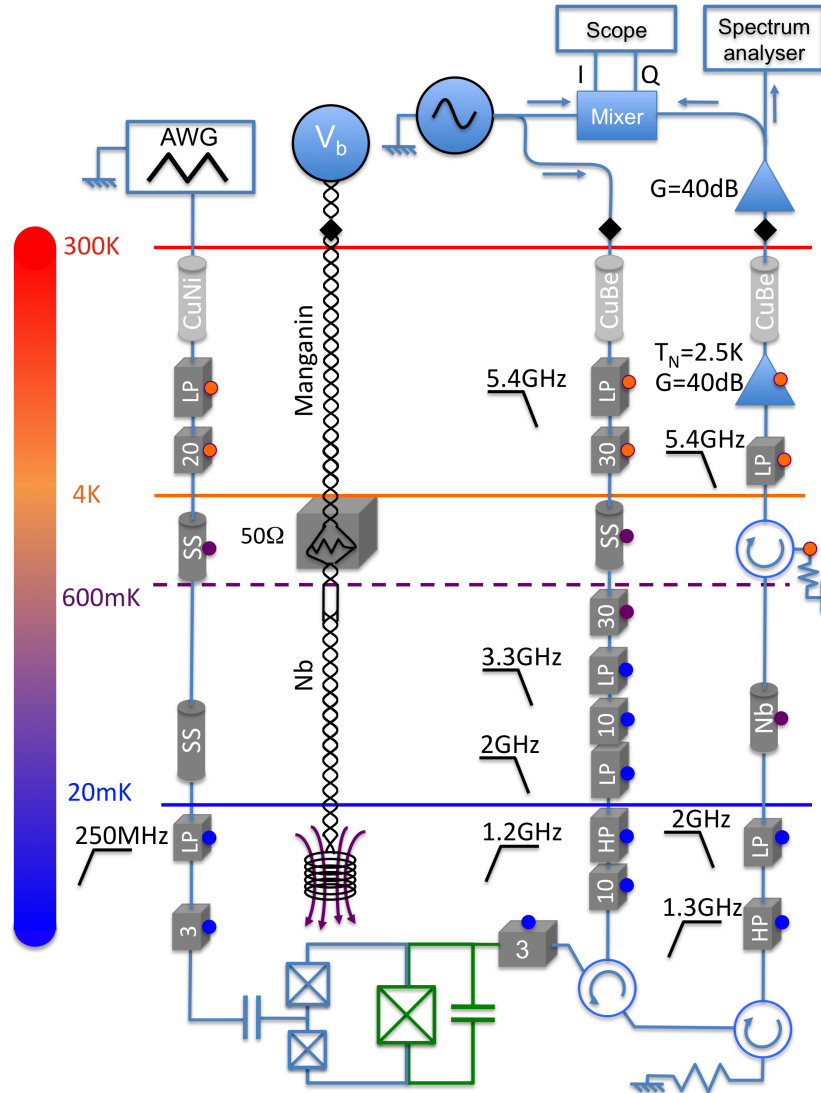 Scope
Spectrum
analyser
I
Q
Mixer
AWG
V_b
G=40dB
300K
CuNi
Manganin
CuBe
CuBe
T_N=2.5K
G=40dB
5.4GHz
LP
LP
5.4GHz
20
30
LP
4K
50Ω
SS
SS
600mK
30
Nb
3.3GHz
LP
Nb
10
SS
2GHz
LP
20mK
250MHz
LP
1.2GHz
HP
2GHz
LP
10
1.3GHz
HP
3
3